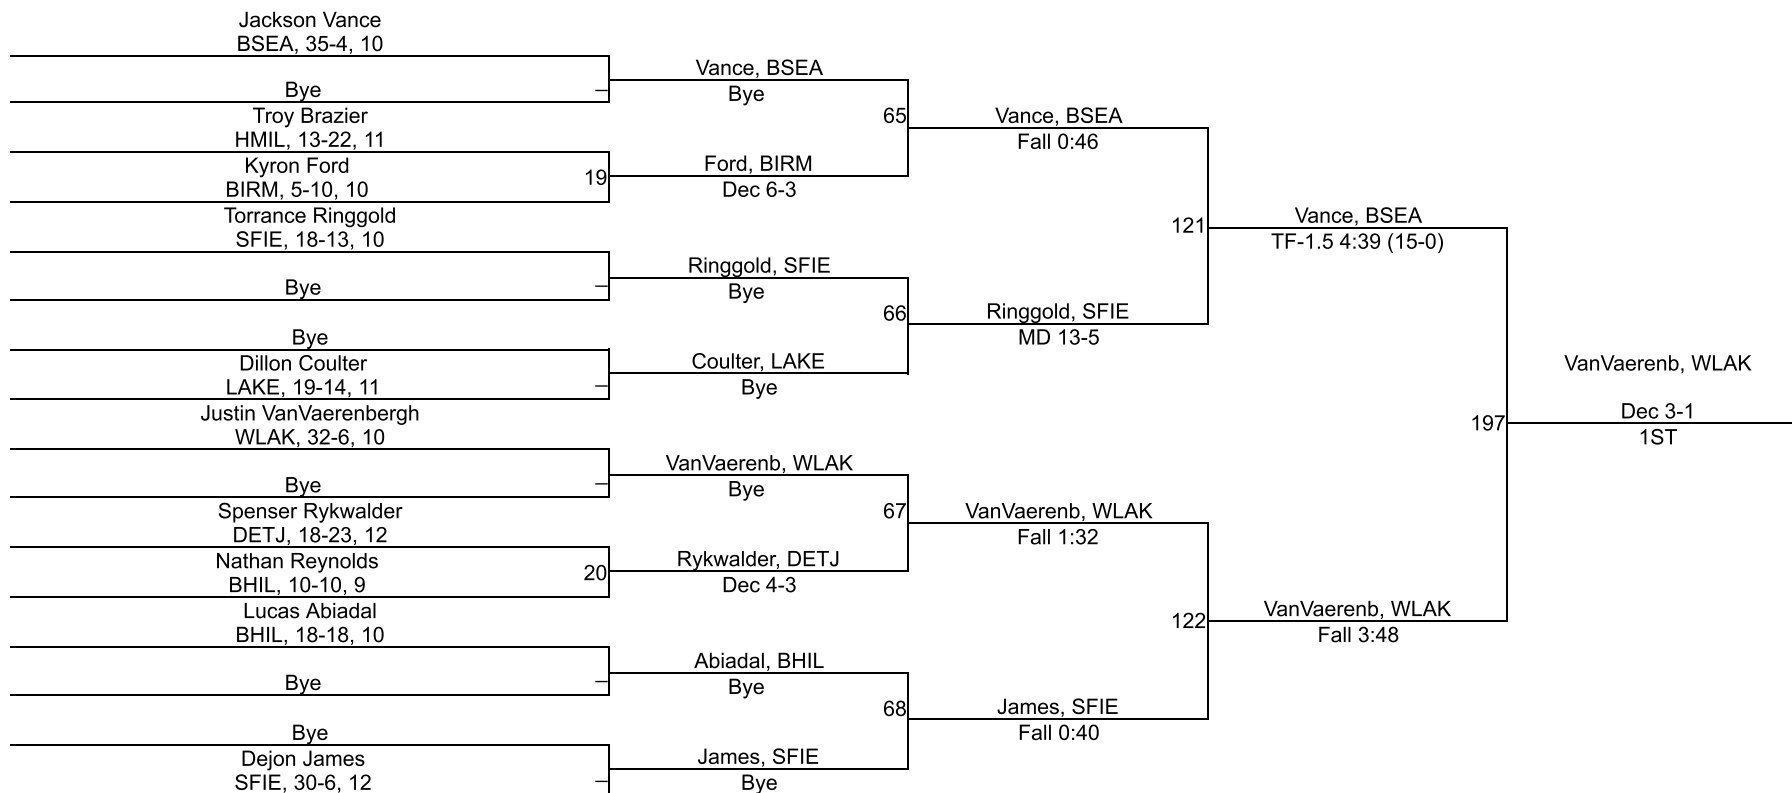 Jackson Vance
BSEA, 35-4, 10
Bye
Troy Brazier
HMIL, 13-22, 11
Kyron Ford
BIRM, 5-10, 10
19
Torrance Ringgold
SFIE, 18-13, 10
Bye
Bye
Dillon Coulter
LAKE, 19-14, 11
Justin VanVaerenbergh
WLAK, 32-6, 10
Bye
Spenser Rykwalder
DETJ, 18-23, 12
Nathan Reynolds
BHIL, 10-10, 9
20
Lucas Abiadal
BHIL, 18-18, 10
Bye
Bye
Dejon James
SFIE, 30-6, 12
Vance, BSEA
Bye
65
Ford, BIRM
Dec 6-3
Ringgold, SFIE
Bye
66
Coulter, LAKE
Bye
VanVaerenb, WLAK
Bye
67
Rykwalder, DETJ
Dec 4-3
Abiadal, BHIL
Bye
68
James, SFIE
Bye
Vance, BSEA
Fall 0:46
121
Ringgold, SFIE
MD 13-5
VanVaerenb, WLAK
Fall 1:32
122
James, SFIE
Fall 0:40
Vance, BSEA
TF-1.5 4:39 (15-0)
197
VanVaerenb, WLAK
Fall 3:48
VanVaerenb, WLAK
Dec 3-1
1ST